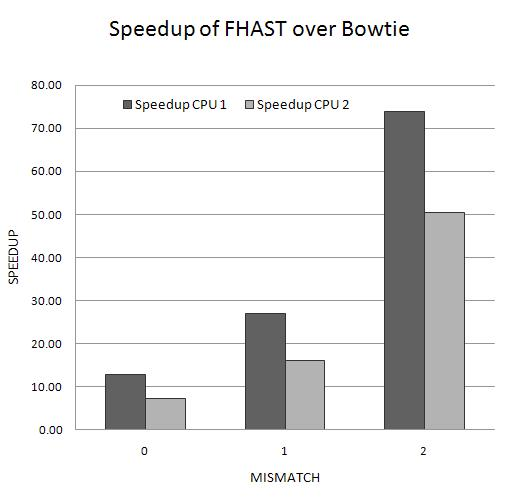 Speedup of FHAST over Bowtie
80.00
70.00
60.00
50.00
40.00
30.00
20.00
10.00
0.00
SPEEDUP
Speedup CPU 1 Speedup CPU 2
0 1 2
MISMATCH